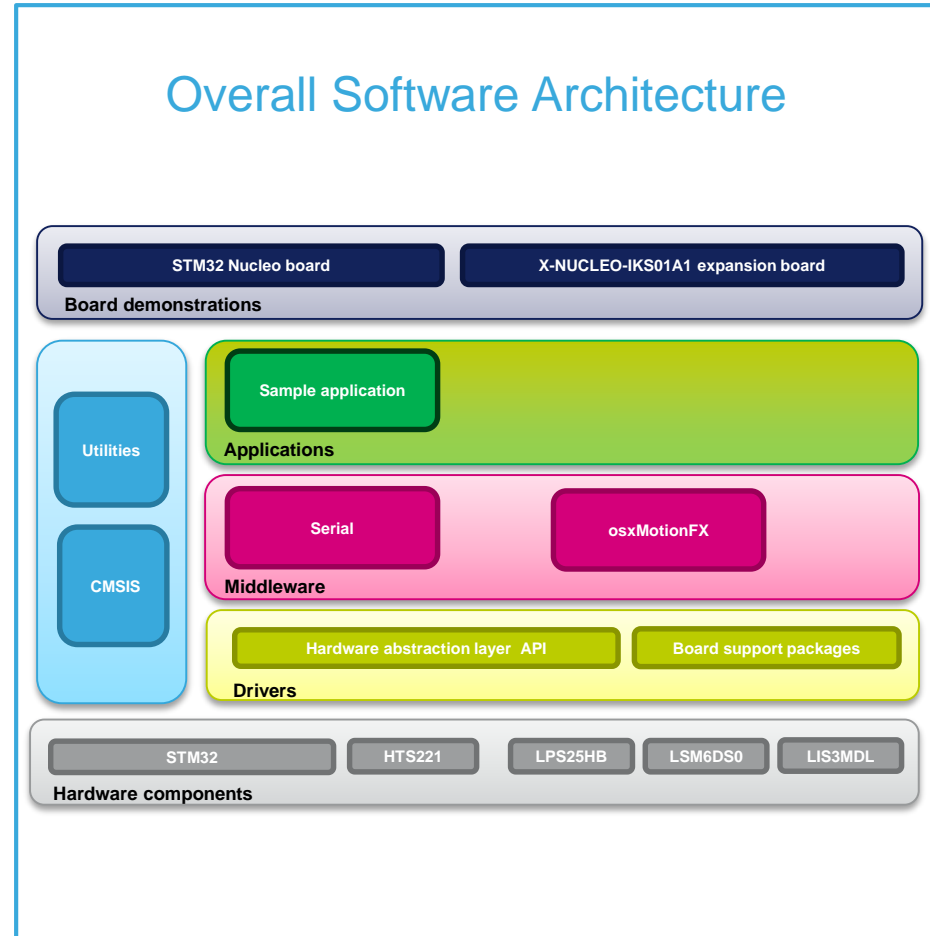 Overall Software Architecture
STM32 Nucleo board
X-NUCLEO-IKS01A1 expansion board
Board demonstrations
Utilities
CMSIS
Sample application
Applications
Serial
osxMotionFX
Middleware
Hardware abstraction layer API
Board support packages
Drivers
STM32
HTS221
LPS25HB
LSM6DS0
LIS3MDL
Hardware components